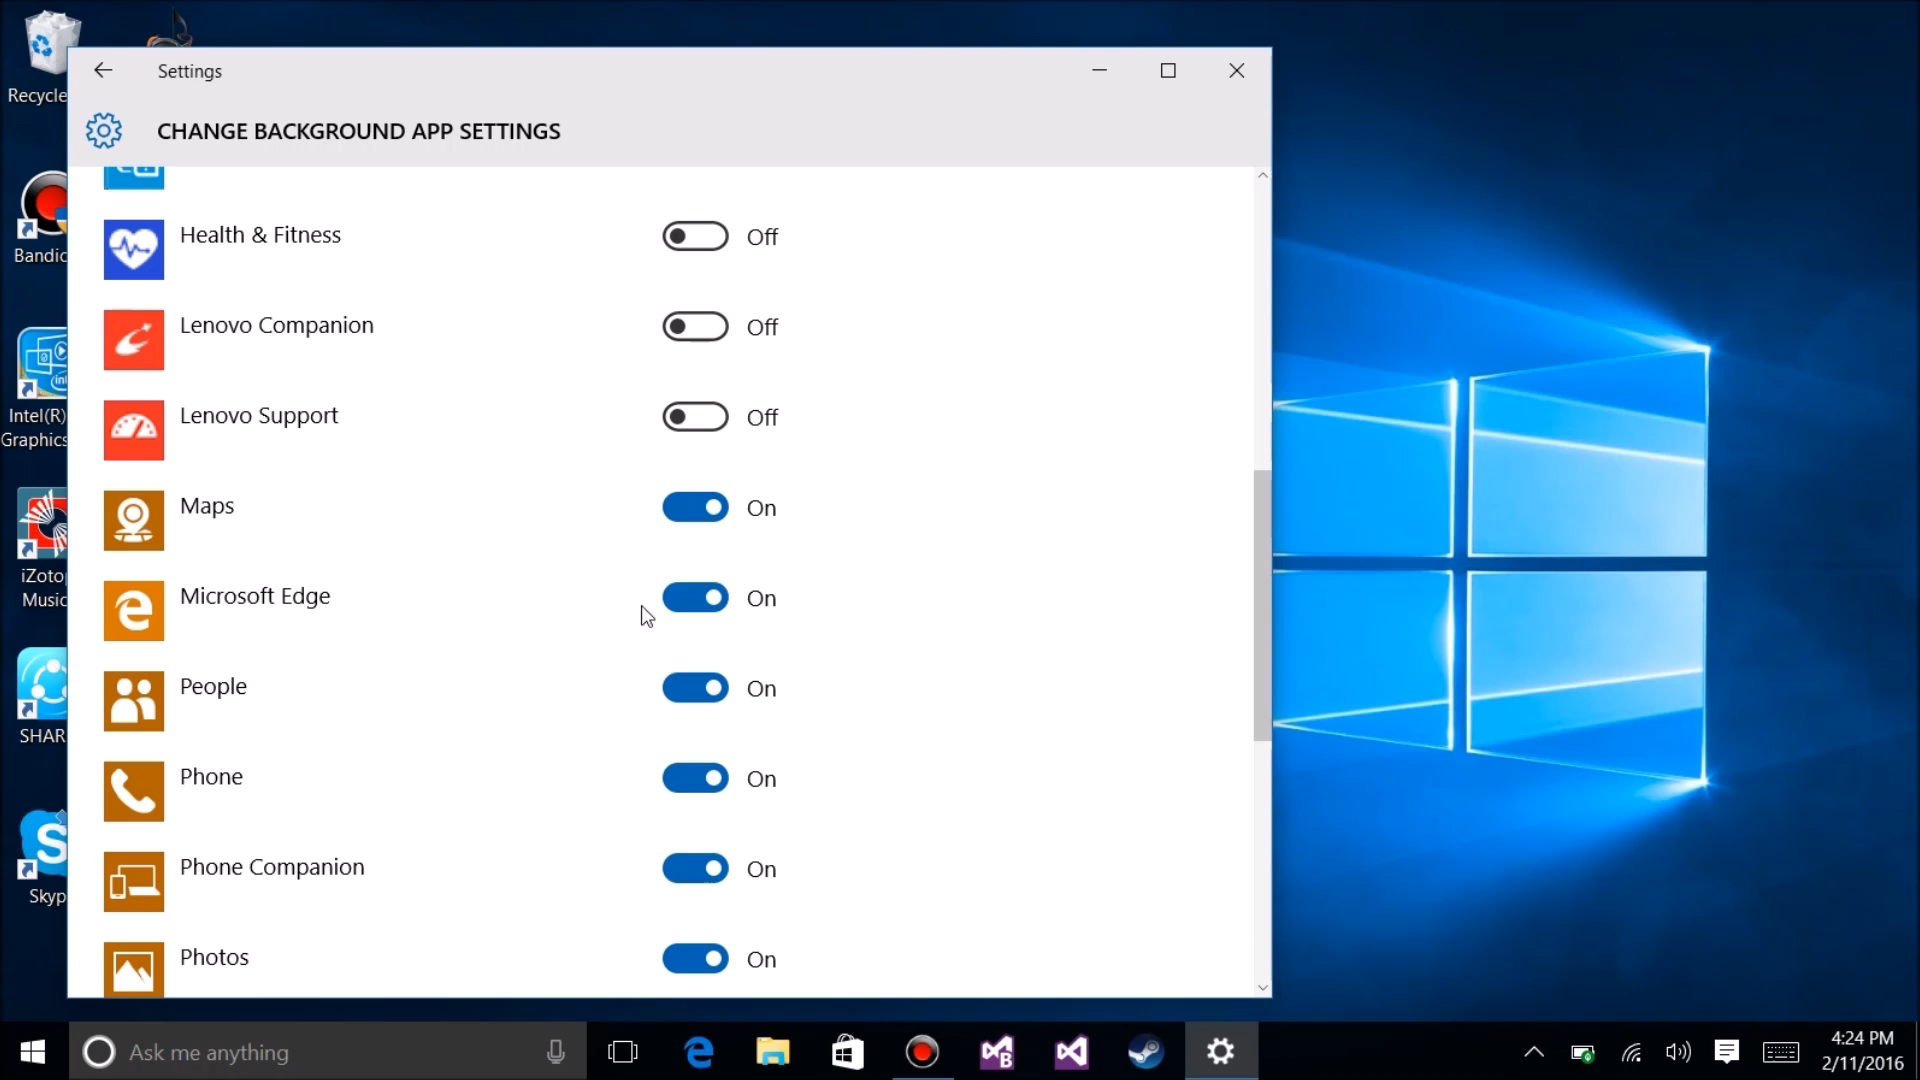 Settings
CHANGE BACKGROUND APP SETTINGS
Health & Fitness Off
Lenovo Companion Off
Lenovo Support Off
Maps On
Microsoft Edge On
People On
Phone On
Phone Companion On
Photos On
Recycle
Bandic
Intel(R)
Graphics
iZoto
Music
SHAR
Skyp
Ask me anything
4:24 PM
2/11/2016